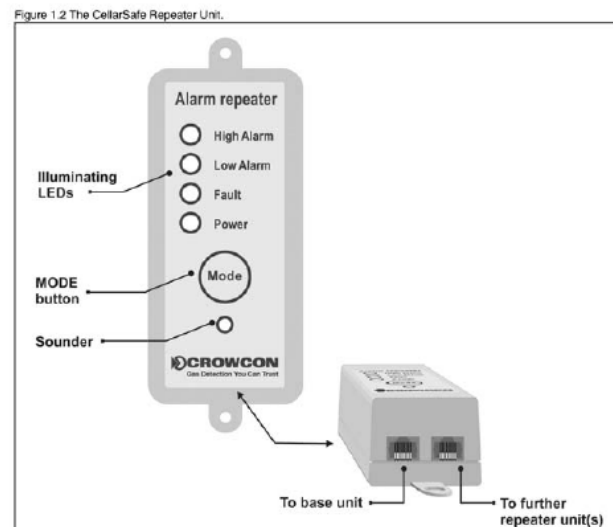 Figure 1.2 The CellarSafe Repeater Unit.
Alarm repeater
High Alarm
Low Alarm
Fault
Power
Illuminating
LEDs
Mode
MODE
button
Sounder
CROWCON
Gas Detection You Can Trust
To base unit
To further
repeater unit(s)